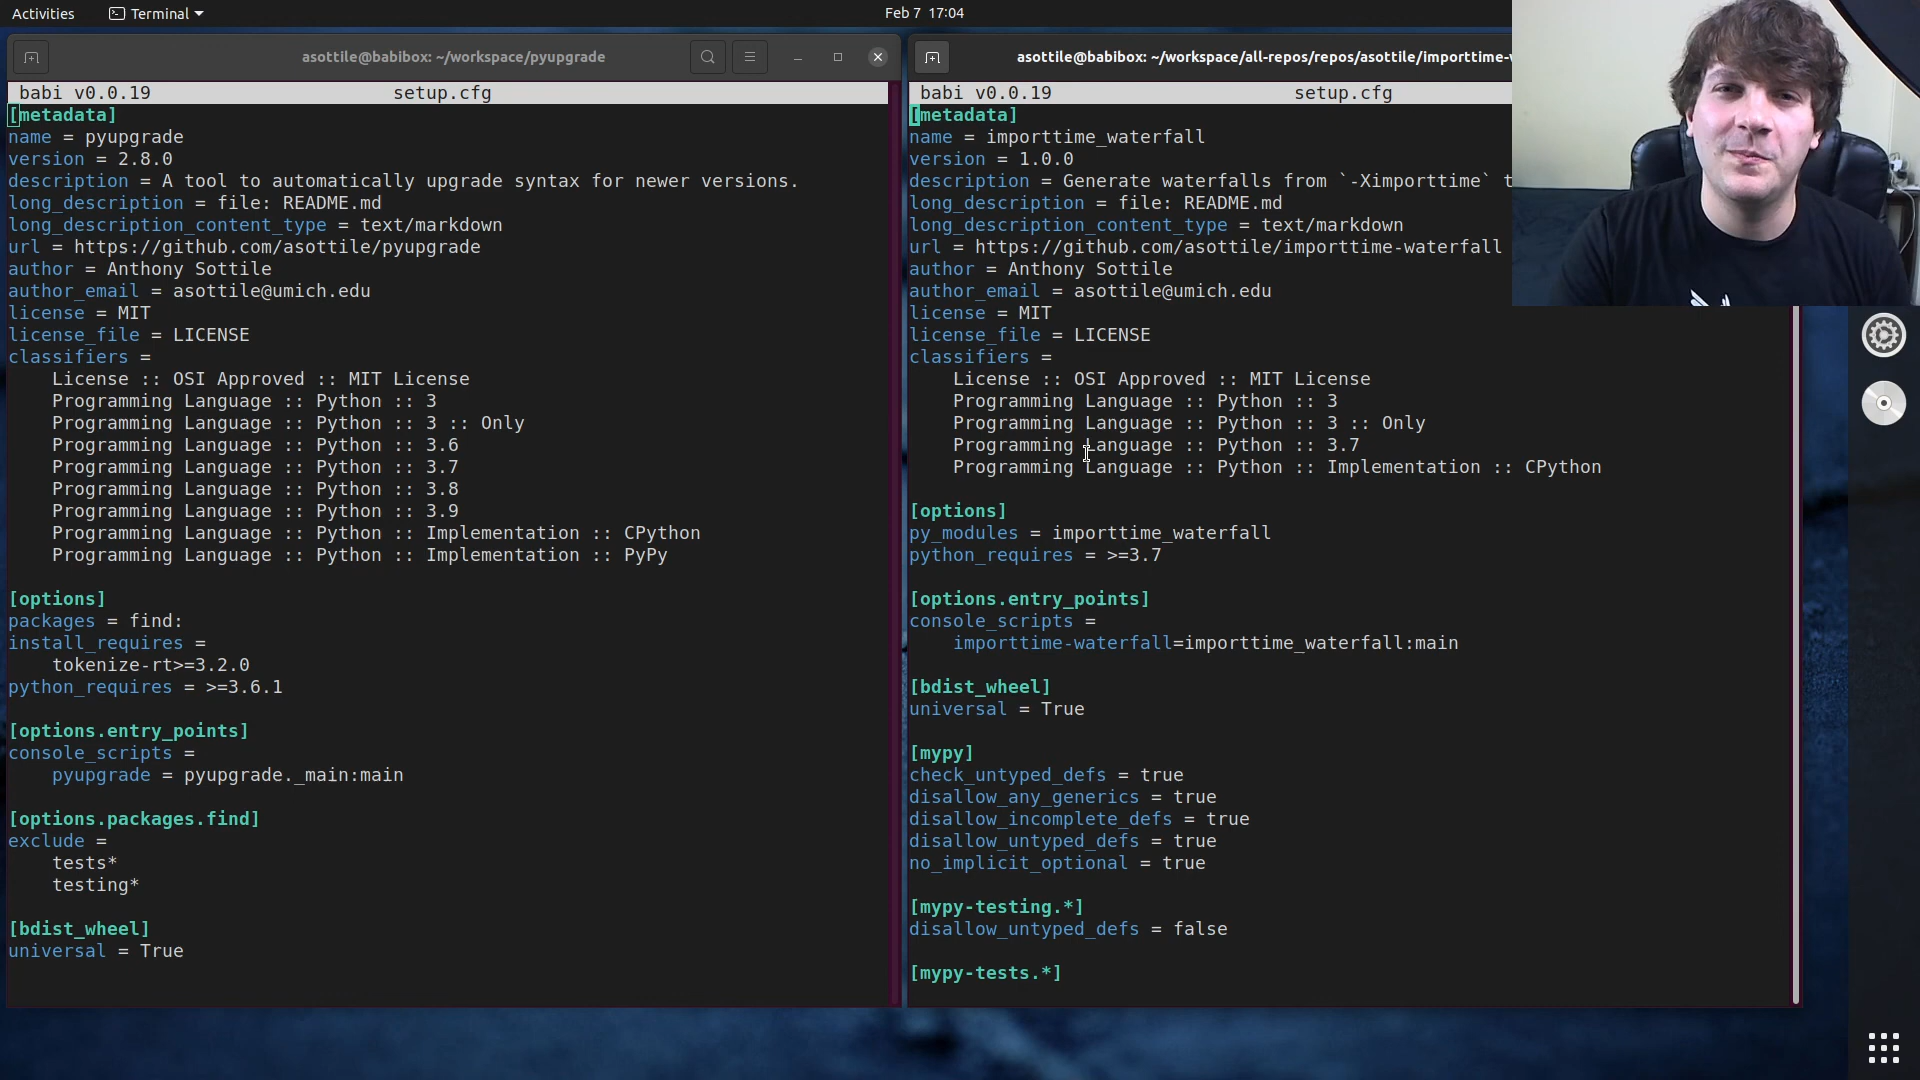 Activities Terminal Feb 7 17:04
asottile@babibox: ~/workspace/pyupgrade
babi v0.0.19 setup.cfg
[metadata]
name = pyupgrade
version = 2.8.0
description = A tool to automatically upgrade syntax for newer versions.
long_description = file: README.md
long_description_content_type = text/markdown
url = https://github.com/asottile/pyupgrade
author = Anthony Sottile
author_email = asottile@umich.edu
license = MIT
license_file = LICENSE
classifiers =
    License :: OSI Approved :: MIT License
    Programming Language :: Python :: 3
    Programming Language :: Python :: 3 :: Only
    Programming Language :: Python :: 3.6
    Programming Language :: Python :: 3.7
    Programming Language :: Python :: 3.8
    Programming Language :: Python :: 3.9
    Programming Language :: Python :: Implementation :: CPython
    Programming Language :: Python :: Implementation :: PyPy
[options]
packages = find:
install_requires =
    tokenize-rt>=3.2.0
python_requires = >=3.6.1
[options.entry_points]
console_scripts =
    pyupgrade = pyupgrade._main:main
[options.packages.find]
exclude =
    tests*
    testing*
[bdist_wheel]
universal = True
asottile@babibox: ~/workspace/all-repos/repos/asottile/importtime-
babi v0.0.19 setup.cfg
[metadata]
name = importtime_waterfall
version = 1.0.0
description = Generate waterfalls from `-Ximporttime` t
long_description = file: README.md
long_description_content_type = text/markdown
url = https://github.com/asottile/importtime-waterfall
author = Anthony Sottile
author_email = asottile@umich.edu
license = MIT
license_file = LICENSE
classifiers =
    License :: OSI Approved :: MIT License
    Programming Language :: Python :: 3
    Programming Language :: Python :: 3 :: Only
    Programming Language :: Python :: 3.7
    Programming Language :: Python :: Implementation :: CPython
[options]
py_modules = importtime_waterfall
python_requires = >=3.7
[options.entry_points]
console_scripts =
    importtime-waterfall=importtime_waterfall:main
[bdist_wheel]
universal = True
[mypy]
check_untyped_defs = true
disallow_any_generics = true
disallow_incomplete_defs = true
disallow_untyped_defs = true
no_implicit_optional = true
[mypy-testing.*]
disallow_untyped_defs = false
[mypy-tests.*]